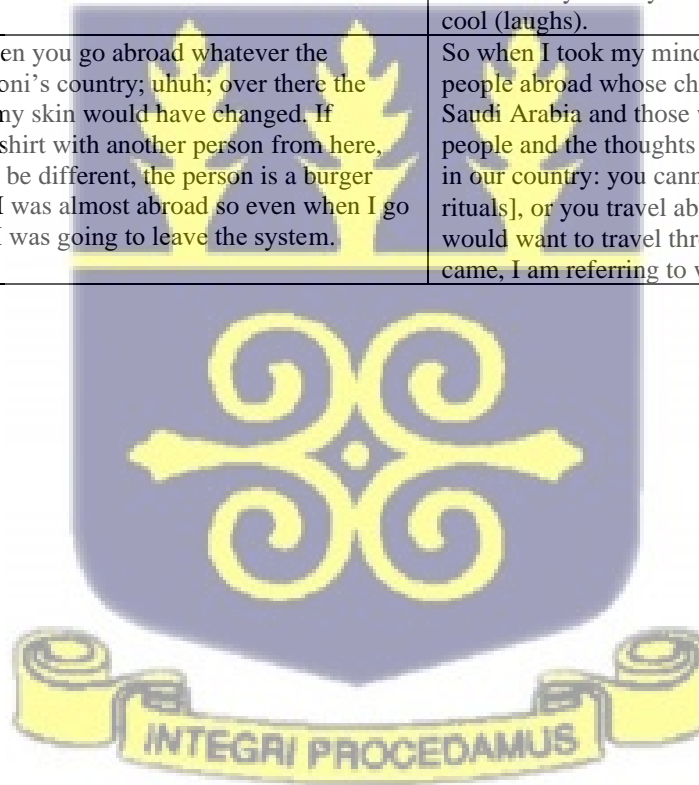 cool (laughs).
en you go abroad whatever the
oni's country; uhuh; over there the
ny skin would have changed. If
shirt with another person from here,
be different, the person is a burger
I was almost abroad so even when I go
I was going to leave the system.
So when I took my mind
people abroad whose ch
Saudi Arabia and those
people and the thoughts
in our country: you cann
rituals], or you travel ab
would want to travel thr
came, I am referring to
INTEGRI PROCEDAMUS